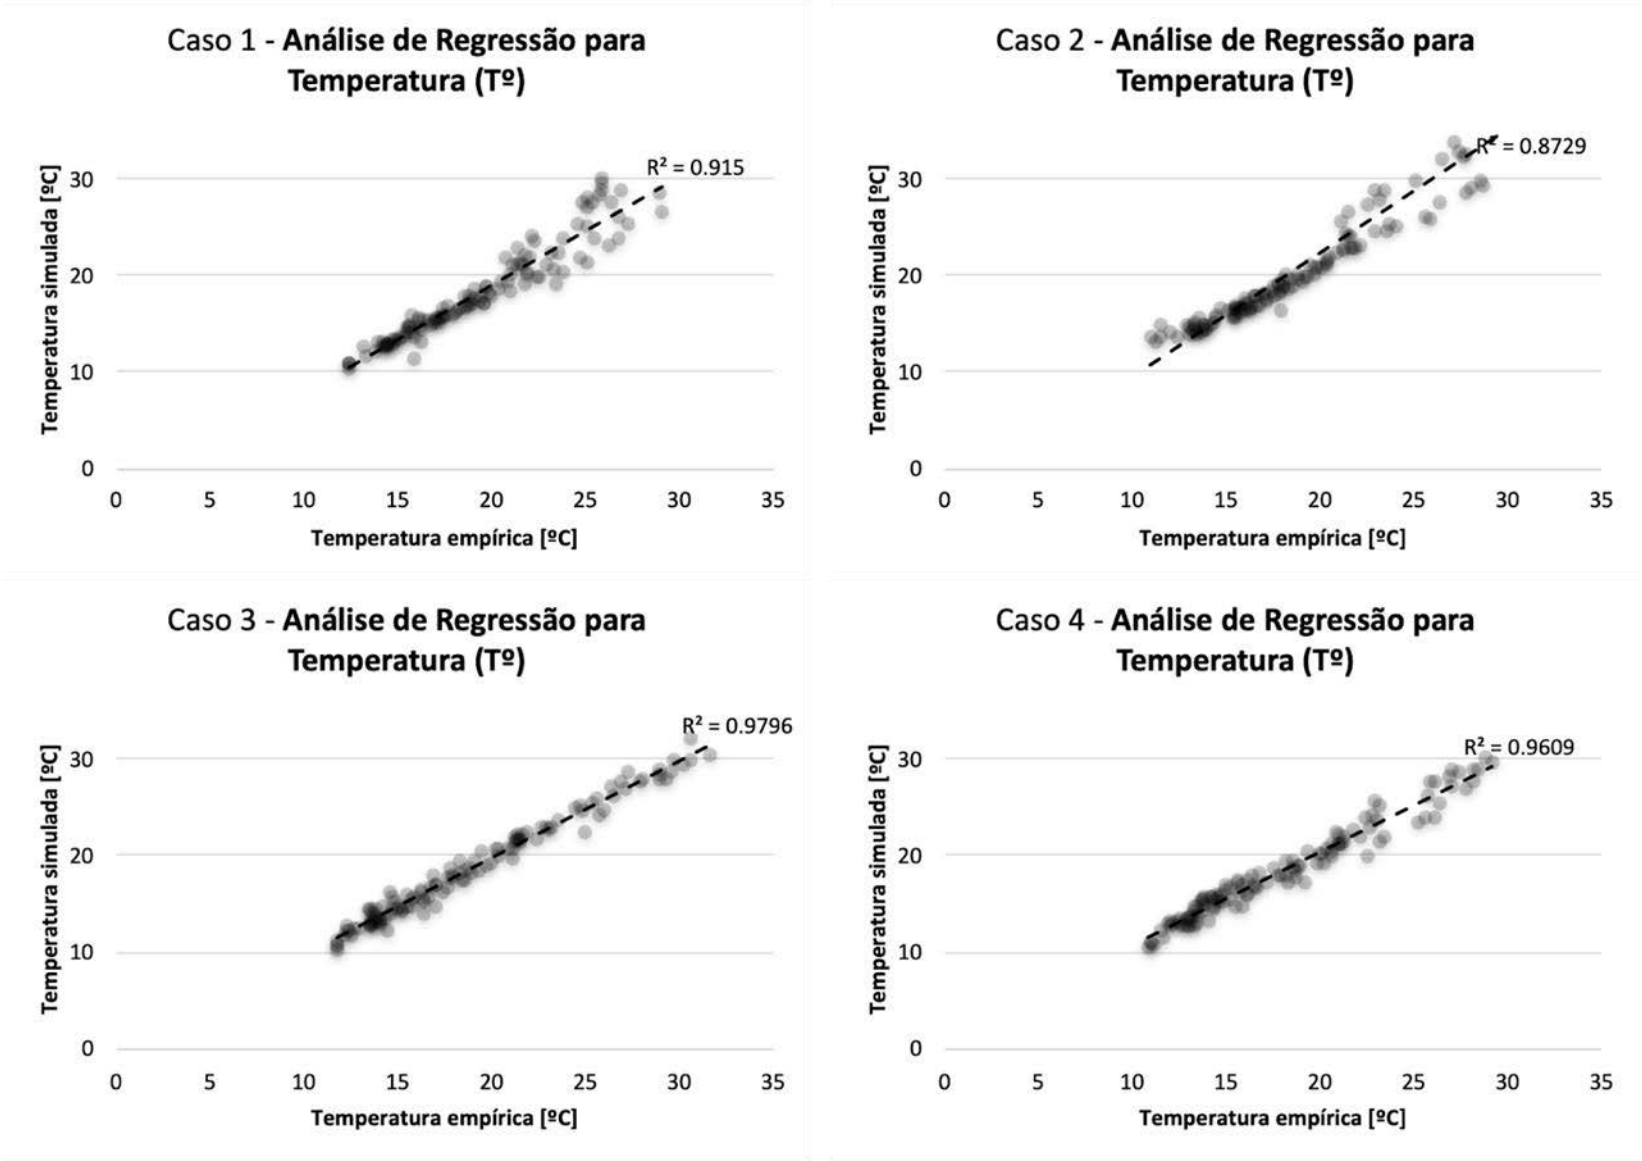 Caso 1 - Análise de Regressão para
Temperatura (Tº)
R² = 0.915
Temperatura simulada [ºC]
30
20
10
0
0 5 10 15 20 25 30 35
Temperatura empírica [ºC]
Caso 2 - Análise de Regressão para
Temperatura (Tº)
R² = 0.8729
Temperatura simulada [ºC]
30
20
10
0
0 5 10 15 20 25 30 35
Temperatura empírica [ºC]
Caso 3 - Análise de Regressão para
Temperatura (Tº)
R² = 0.9796
Temperatura simulada [ºC]
30
20
10
0
0 5 10 15 20 25 30 35
Temperatura empírica [ºC]
Caso 4 - Análise de Regressão para
Temperatura (Tº)
R² = 0.9609
Temperatura simulada [ºC]
30
20
10
0
0 5 10 15 20 25 30 35
Temperatura empírica [ºC]